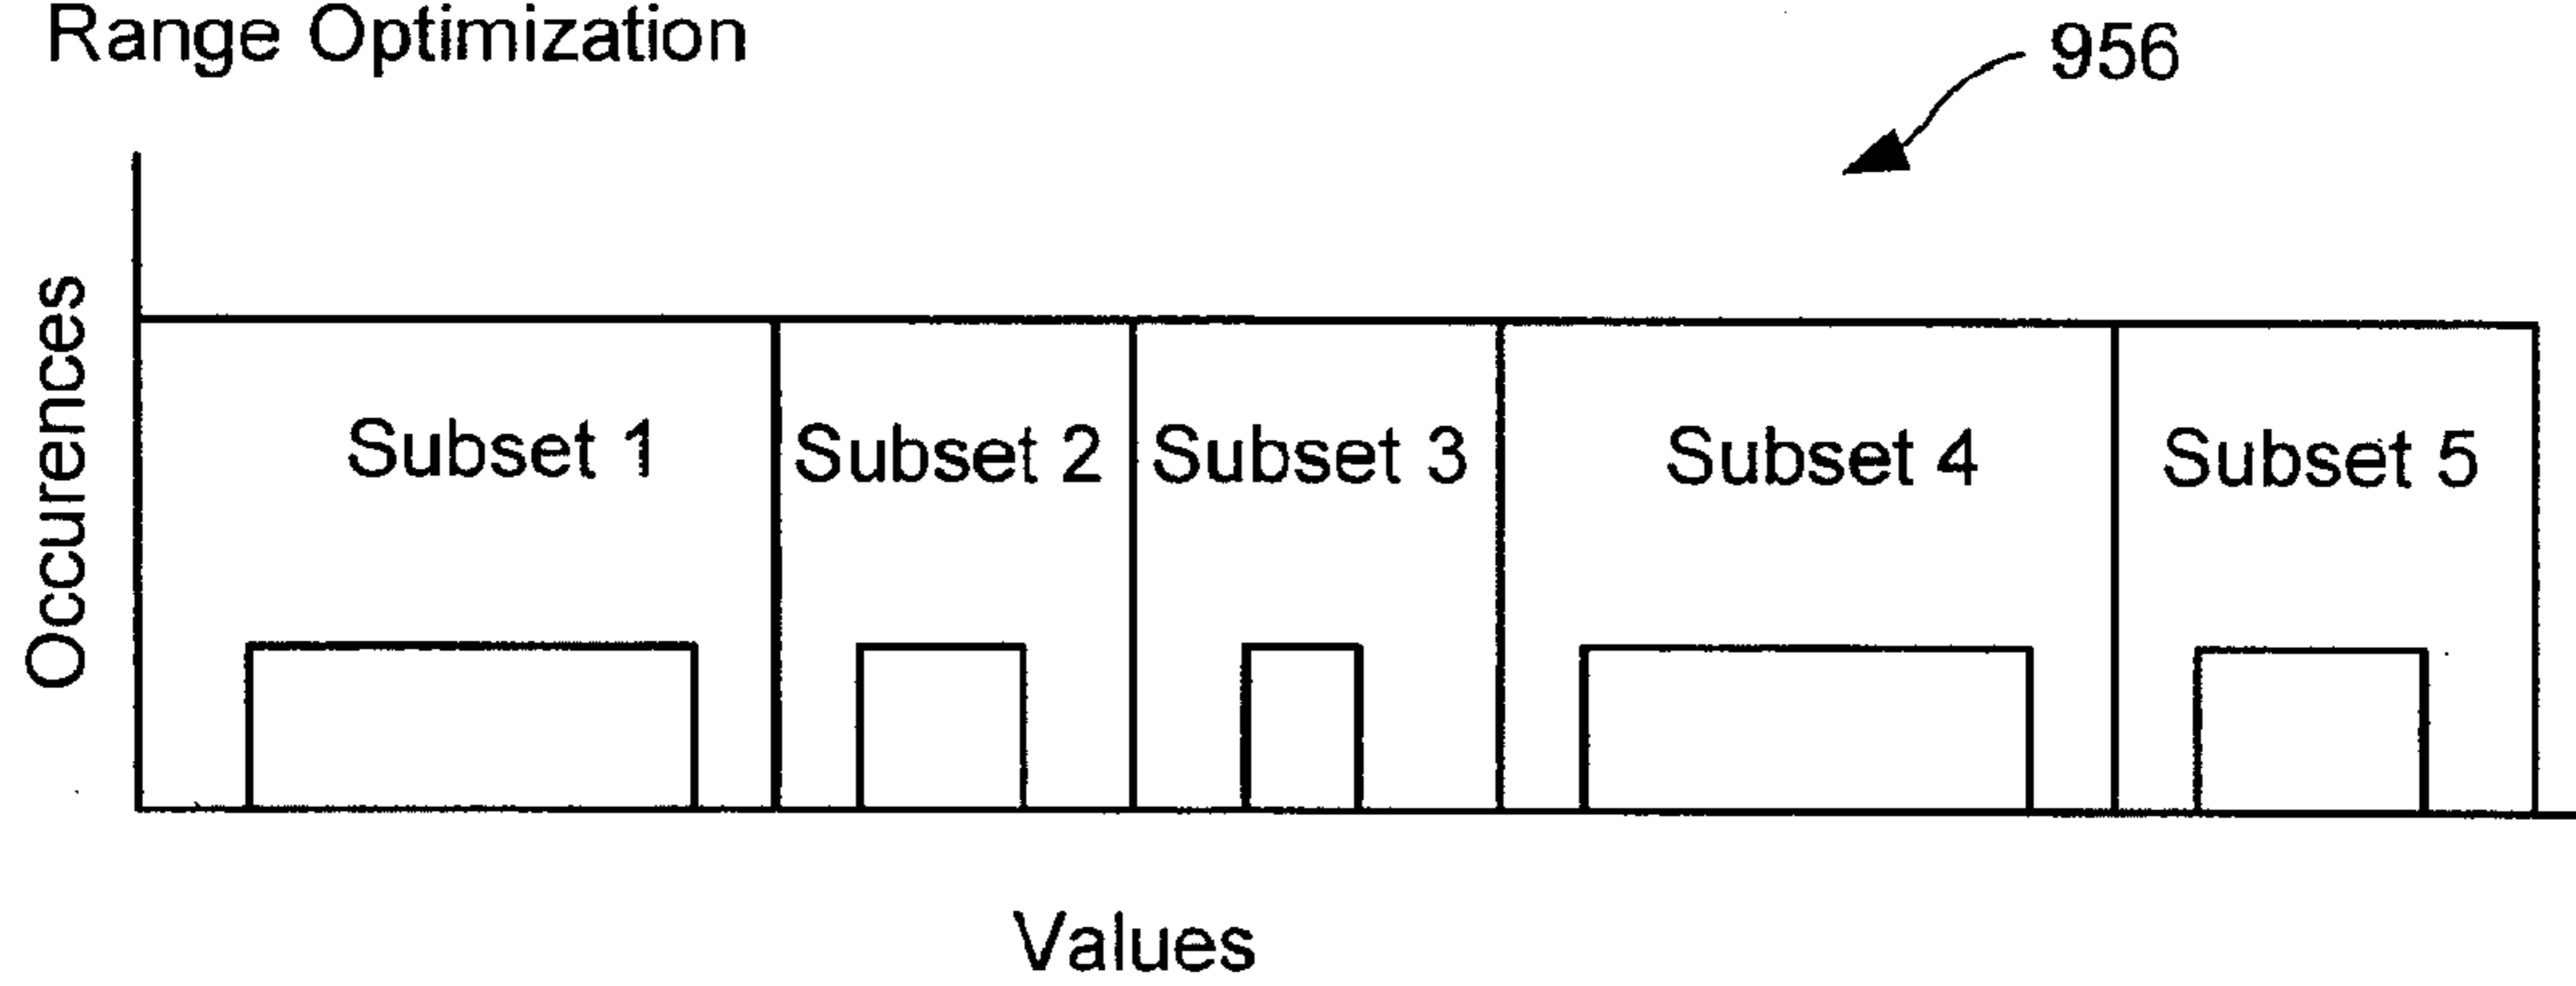 Range Optimization
956
Occurences
Subset 1
Subset 2
Subset 3
Subset 4
Subset 5
Values